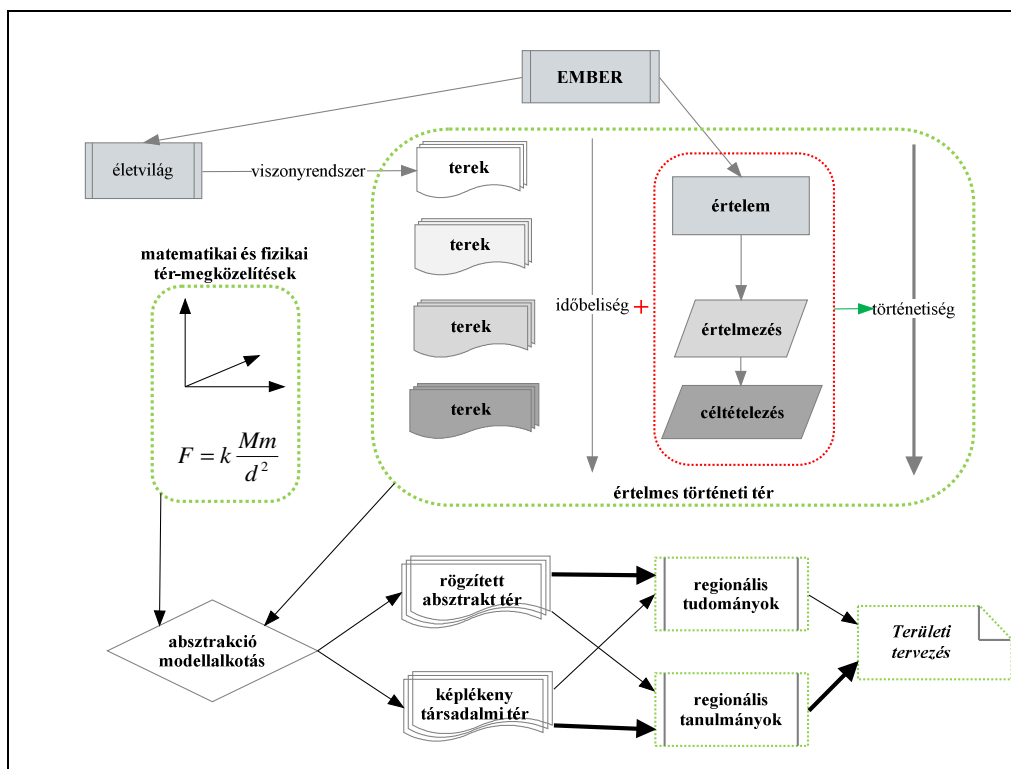 EMBER
életvilág
viszonyrendszer
terek
terek
terek
terek
időbeliség
+
értelem
értelmezés
céltételezés
történetiség
értelmes történeti tér
matematikai és fizikai
tér-megközelítések
F = k Mm / d²
absztrakció
modellalkotás
rögzített
absztrakt tér
képlékeny
társadalmi tér
regionális
tudományok
regionális
tanulmányok
Területi
tervezés